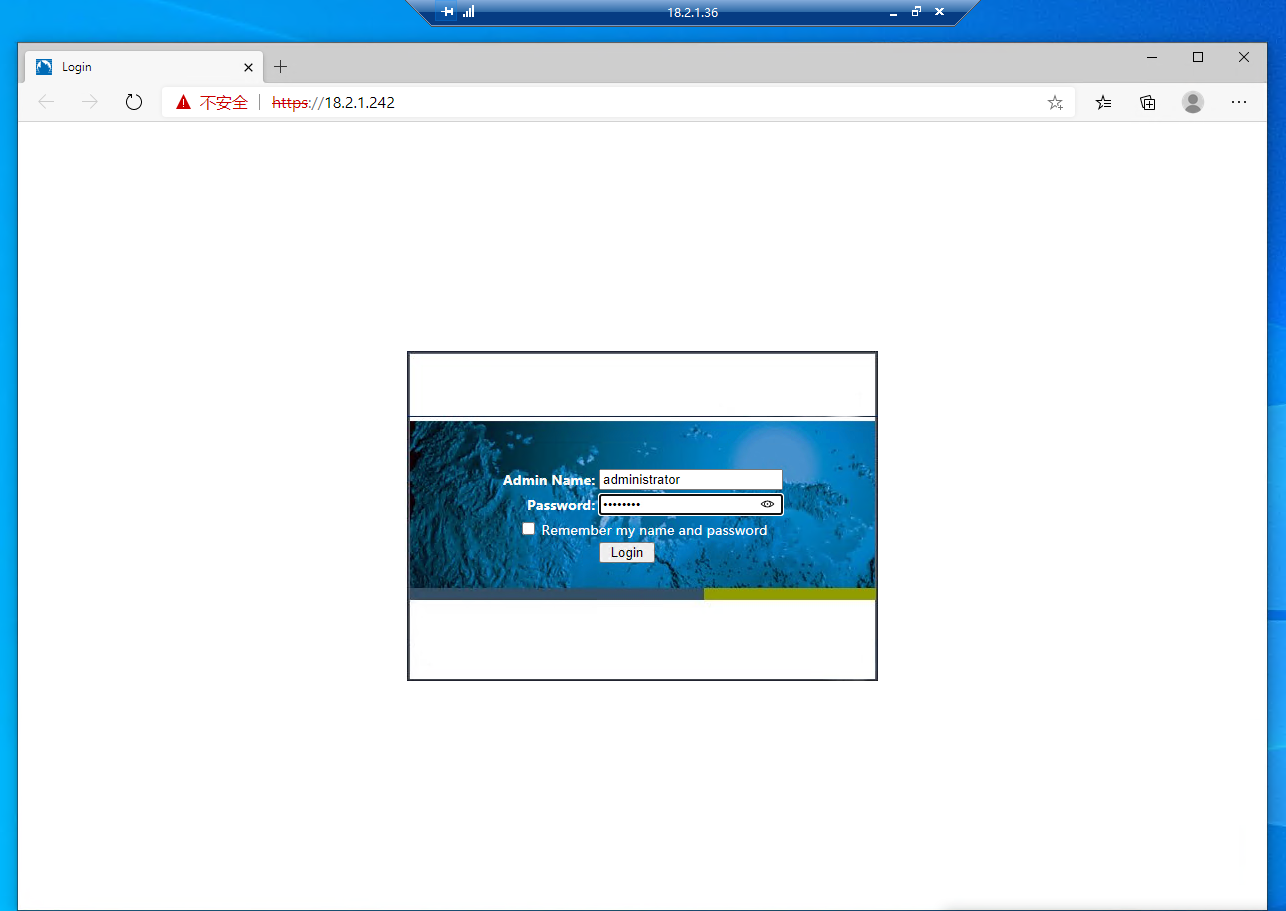 18.2.1.36
Login
不安全 https://18.2.1.242
Admin Name: administrator
Password: ••••••••
Remember my name and password
Login